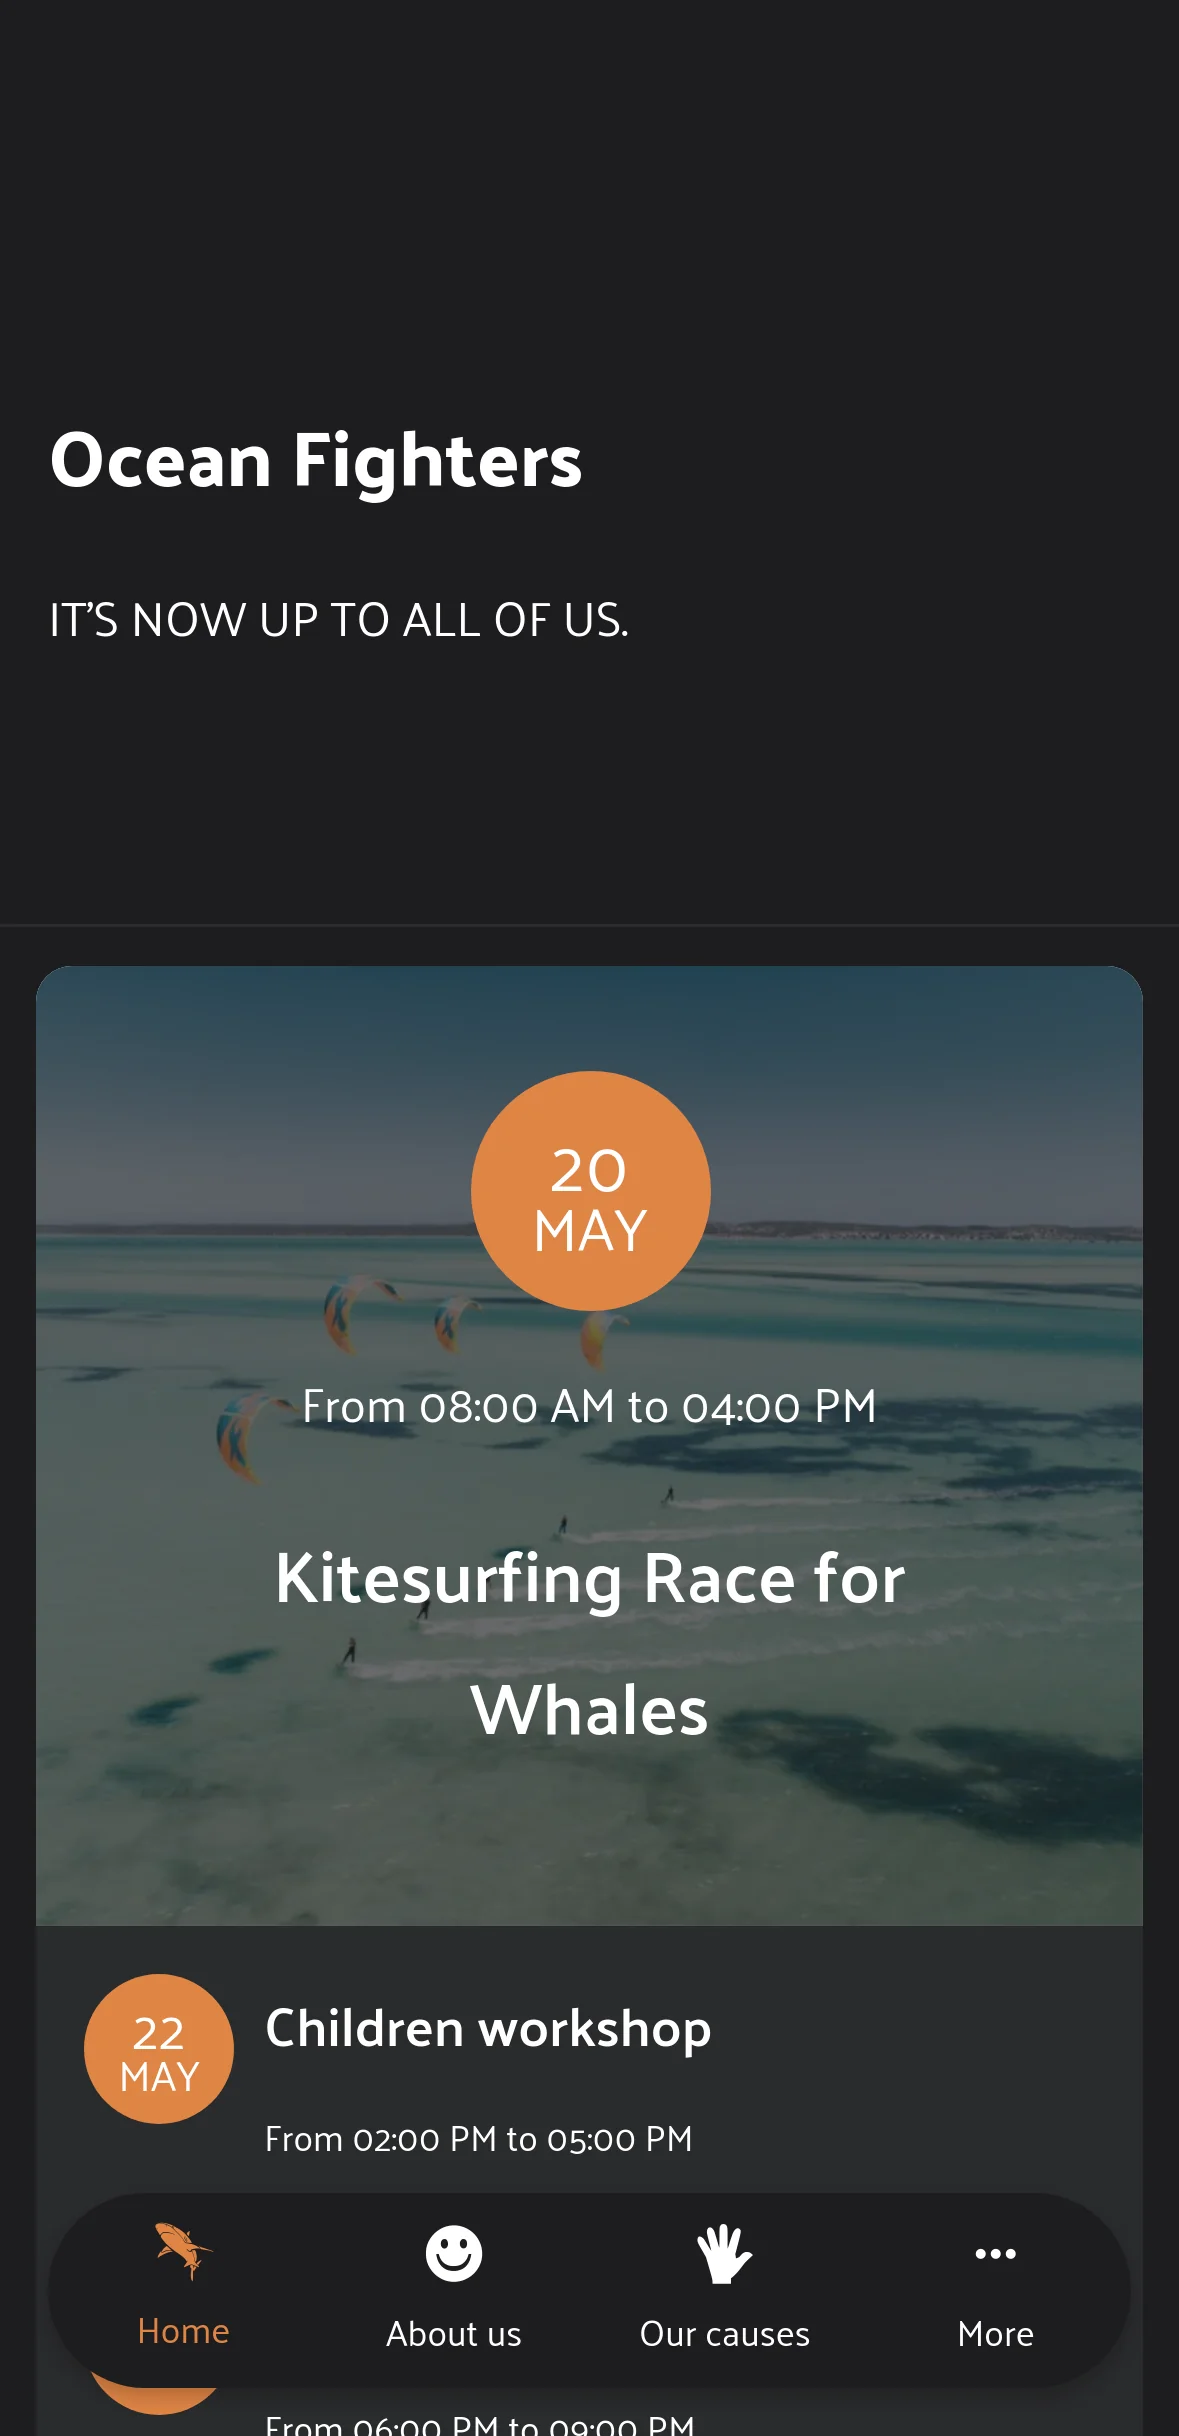 Ocean Fighters
IT'S NOW UP TO ALL OF US.
20
MAY
From 08:00 AM to 04:00 PM
Kitesurfing Race for
Whales
22
MAY
Children workshop
From 02:00 PM to 05:00 PM
Home
About us
Our causes
More
From 06:00 PM to 09:00 PM